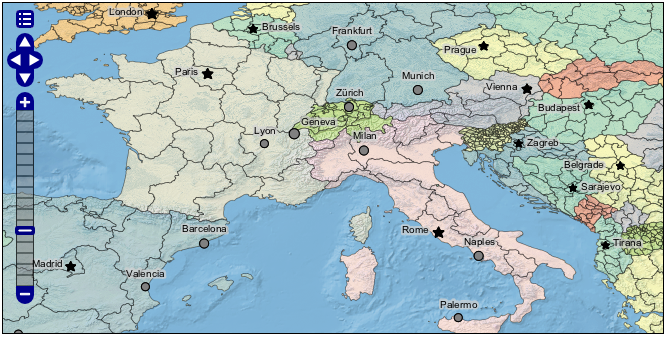 London
Brussels
Frankfurt
Prague
Paris
Munich
Vienna
Zürich
Budapest
Geneva
Lyon
Milan
Zagreb
Belgrade
Sarajevo
Barcelona
Rome
Naples
Tirana
Madrid
Valencia
Palermo